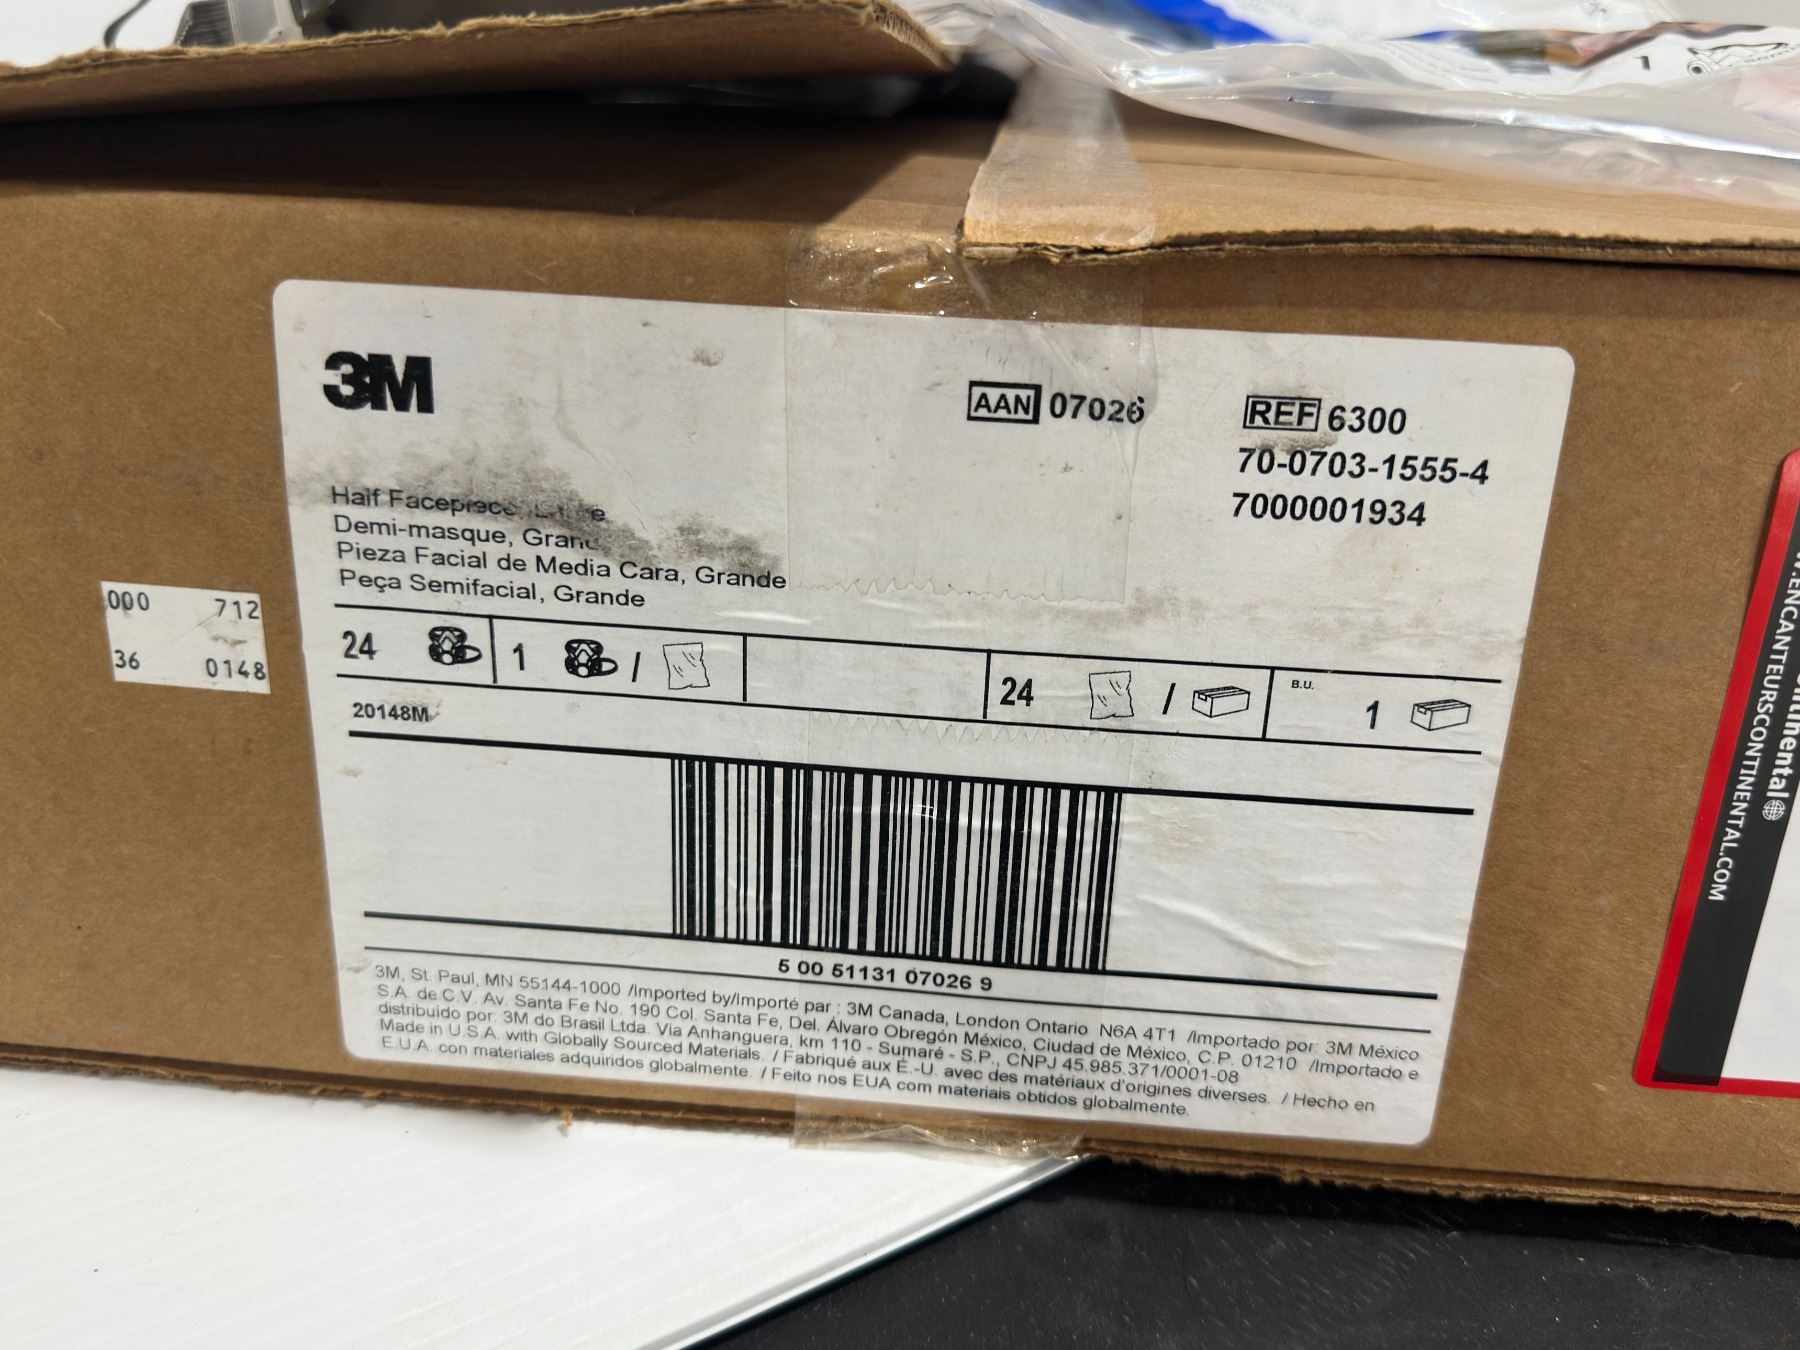 3M
AAN 07026
REF 6300
70-0703-1555-4
7000001934
Half Facepiece
Demi-masque,
Pieza Facial de Media Cara, Grande
Peça Semifacial, Grande
24 1 / 24 / B.U. 1
20148M
5 00 51131 07026 9
3M, St. Paul, MN 55144-1000 /Imported by/Importé par : 3M Canada, London Ontario N6A 4T1 /Importado por: 3M México
S.A. de C.V. Av. Santa Fe No. 190 Col. Santa Fe, Del. Álvaro Obregón México, Ciudad de México, C.P. 01210 /Importado e
distribuído por: 3M do Brasil Ltda. Via Anhanguera, km 110 - Sumaré - S.P., CNPJ 45.985.371/0001-08
Made in U.S.A. with Globally Sourced Materials. / Fabriqué aux É.-U. avec des matériaux d'origines diverses. / Hecho en
E.U.A. con materiales adquiridos globalmente. / Feito nos EUA com materiais obtidos globalmente.
000 712
36 0148
1
.ENCANTEURSCONTINENTAL.COM